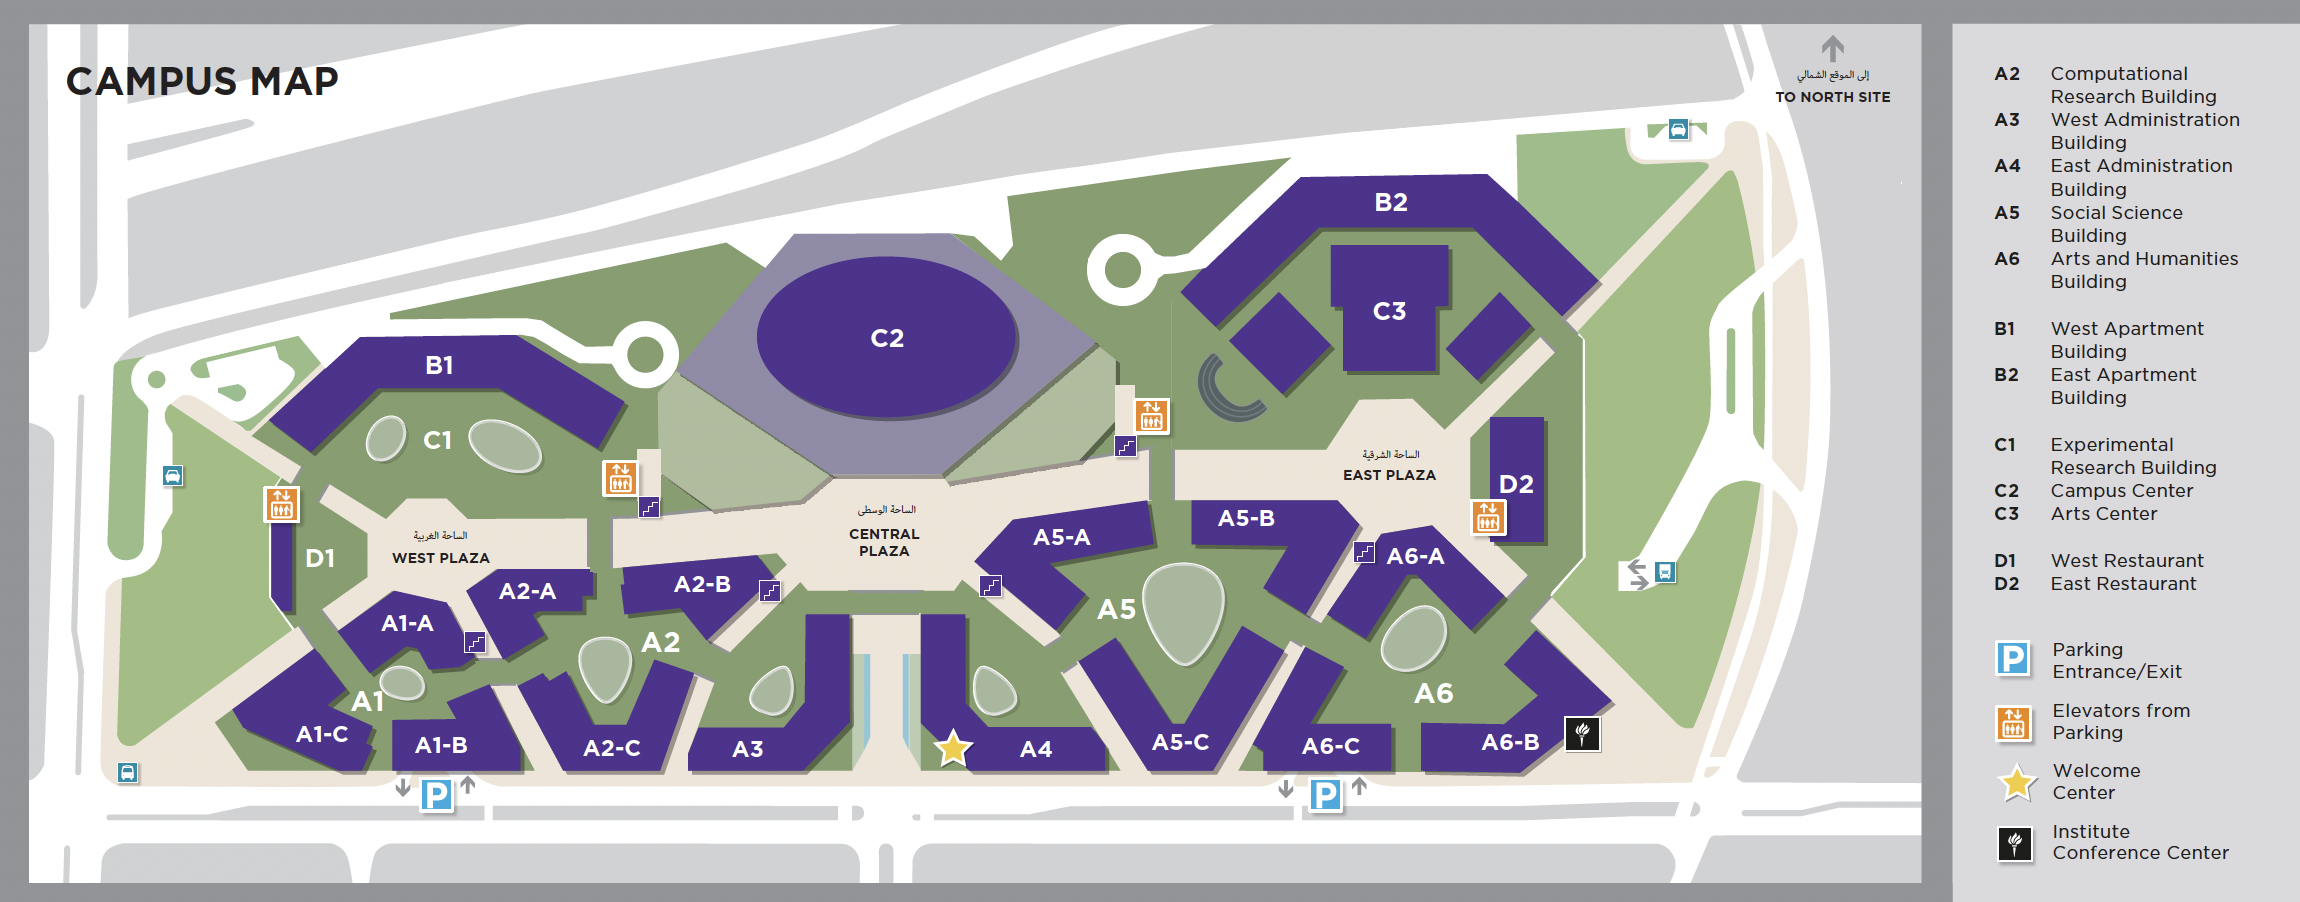 CAMPUS MAP
إلى الموقع الشمالي
TO NORTH SITE
B2
C3
C2
B1
C1
الساحة الشرقية
EAST PLAZA
D2
الساحة الوسطى
CENTRAL
PLAZA
الساحة الغربية
WEST PLAZA
D1
A5-A
A5-B
A6-A
A2-A
A2-B
A1-A
A2
A5
A1
A6
A1-C
A1-B
A2-C
A3
A4
A5-C
A6-C
A6-B
P
P
A2 Computational
Research Building
A3 West Administration
Building
A4 East Administration
Building
A5 Social Science
Building
A6 Arts and Humanities
Building
B1 West Apartment
Building
B2 East Apartment
Building
C1 Experimental
Research Building
C2 Campus Center
C3 Arts Center
D1 West Restaurant
D2 East Restaurant
P Parking
Entrance/Exit
Elevators from
Parking
Welcome
Center
Institute
Conference Center